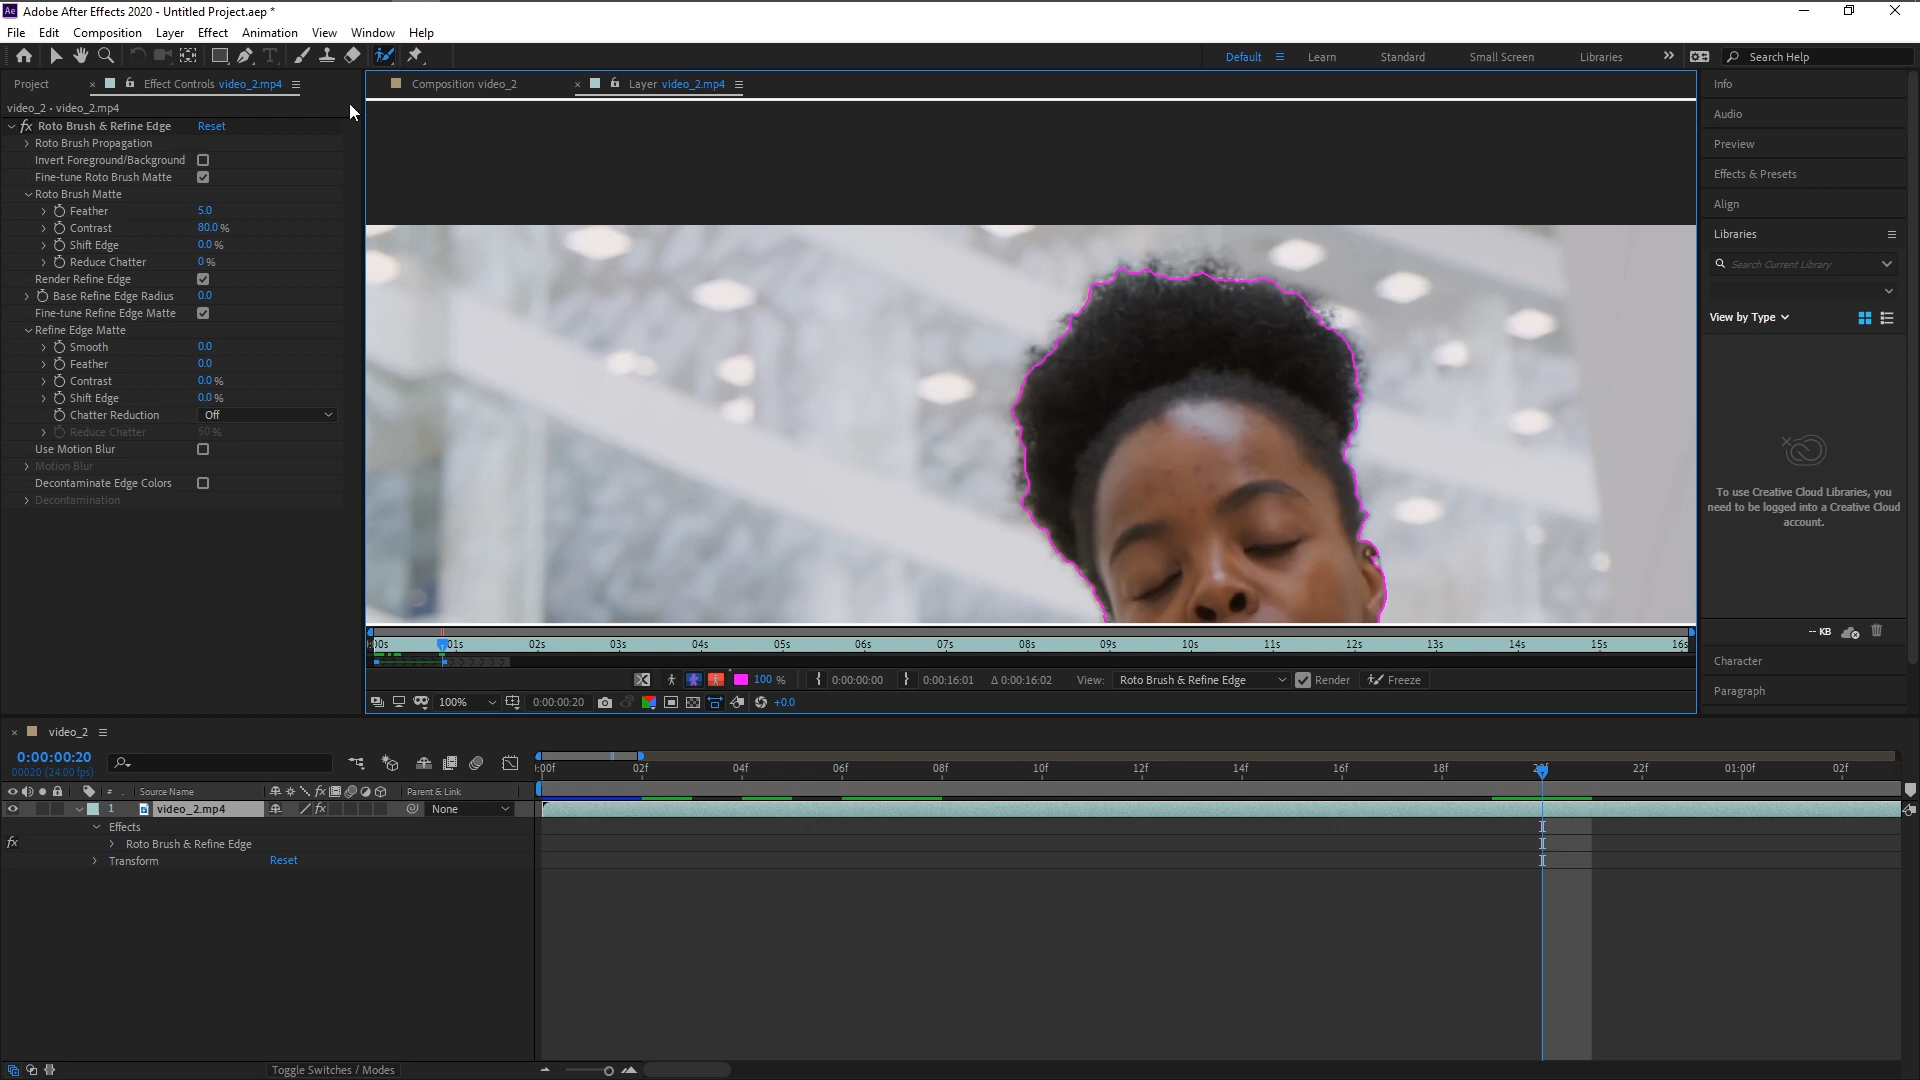 Adobe After Effects 2020 - Untitled Project.aep *
File Edit Composition Layer Effect Animation View Window Help
Default Learn Standard Small Screen Libraries Search Help
Project Effect Controls video_2.mp4
Composition video_2
Layer video_2.mp4
video_2 • video_2.mp4
fx Roto Brush & Refine Edge Reset
Roto Brush Propagation
Invert Foreground/Background
Fine-tune Roto Brush Matte
Roto Brush Matte
Feather 5.0
Contrast 80.0 %
Shift Edge 0.0 %
Reduce Chatter 0 %
Render Refine Edge
Base Refine Edge Radius 0.0
Fine-tune Refine Edge Matte
Refine Edge Matte
Smooth 0.0
Feather 0.0
Contrast 0.0 %
Shift Edge 0.0 %
Chatter Reduction Off
Reduce Chatter 50 %
Use Motion Blur
Motion Blur
Decontaminate Edge Colors
Decontamination
Info
Audio
Preview
Effects & Presets
Align
Libraries
Search Current Library
View by Type
To use Creative Cloud Libraries, you
need to be logged into a Creative Cloud
account.
-- KB
Character
Paragraph
00s 01s 02s 03s 04s 05s 06s 07s 08s 09s 10s 11s 12s 13s 14s 15s 16s
100 % 0:00:00:00 0:00:16:01 Δ 0:00:16:02 View: Roto Brush & Refine Edge Render Freeze
100% 0:00:00:20 +0.0
video_2
0:00:00:20
00020 (24.00 fps)
:00f 02f 04f 06f 08f 10f 12f 14f 16f 18f 20f 22f 01:00f 02f
# Source Name fx Parent & Link
1 video_2.mp4 fx None
Effects
fx Roto Brush & Refine Edge
Transform Reset
Toggle Switches / Modes